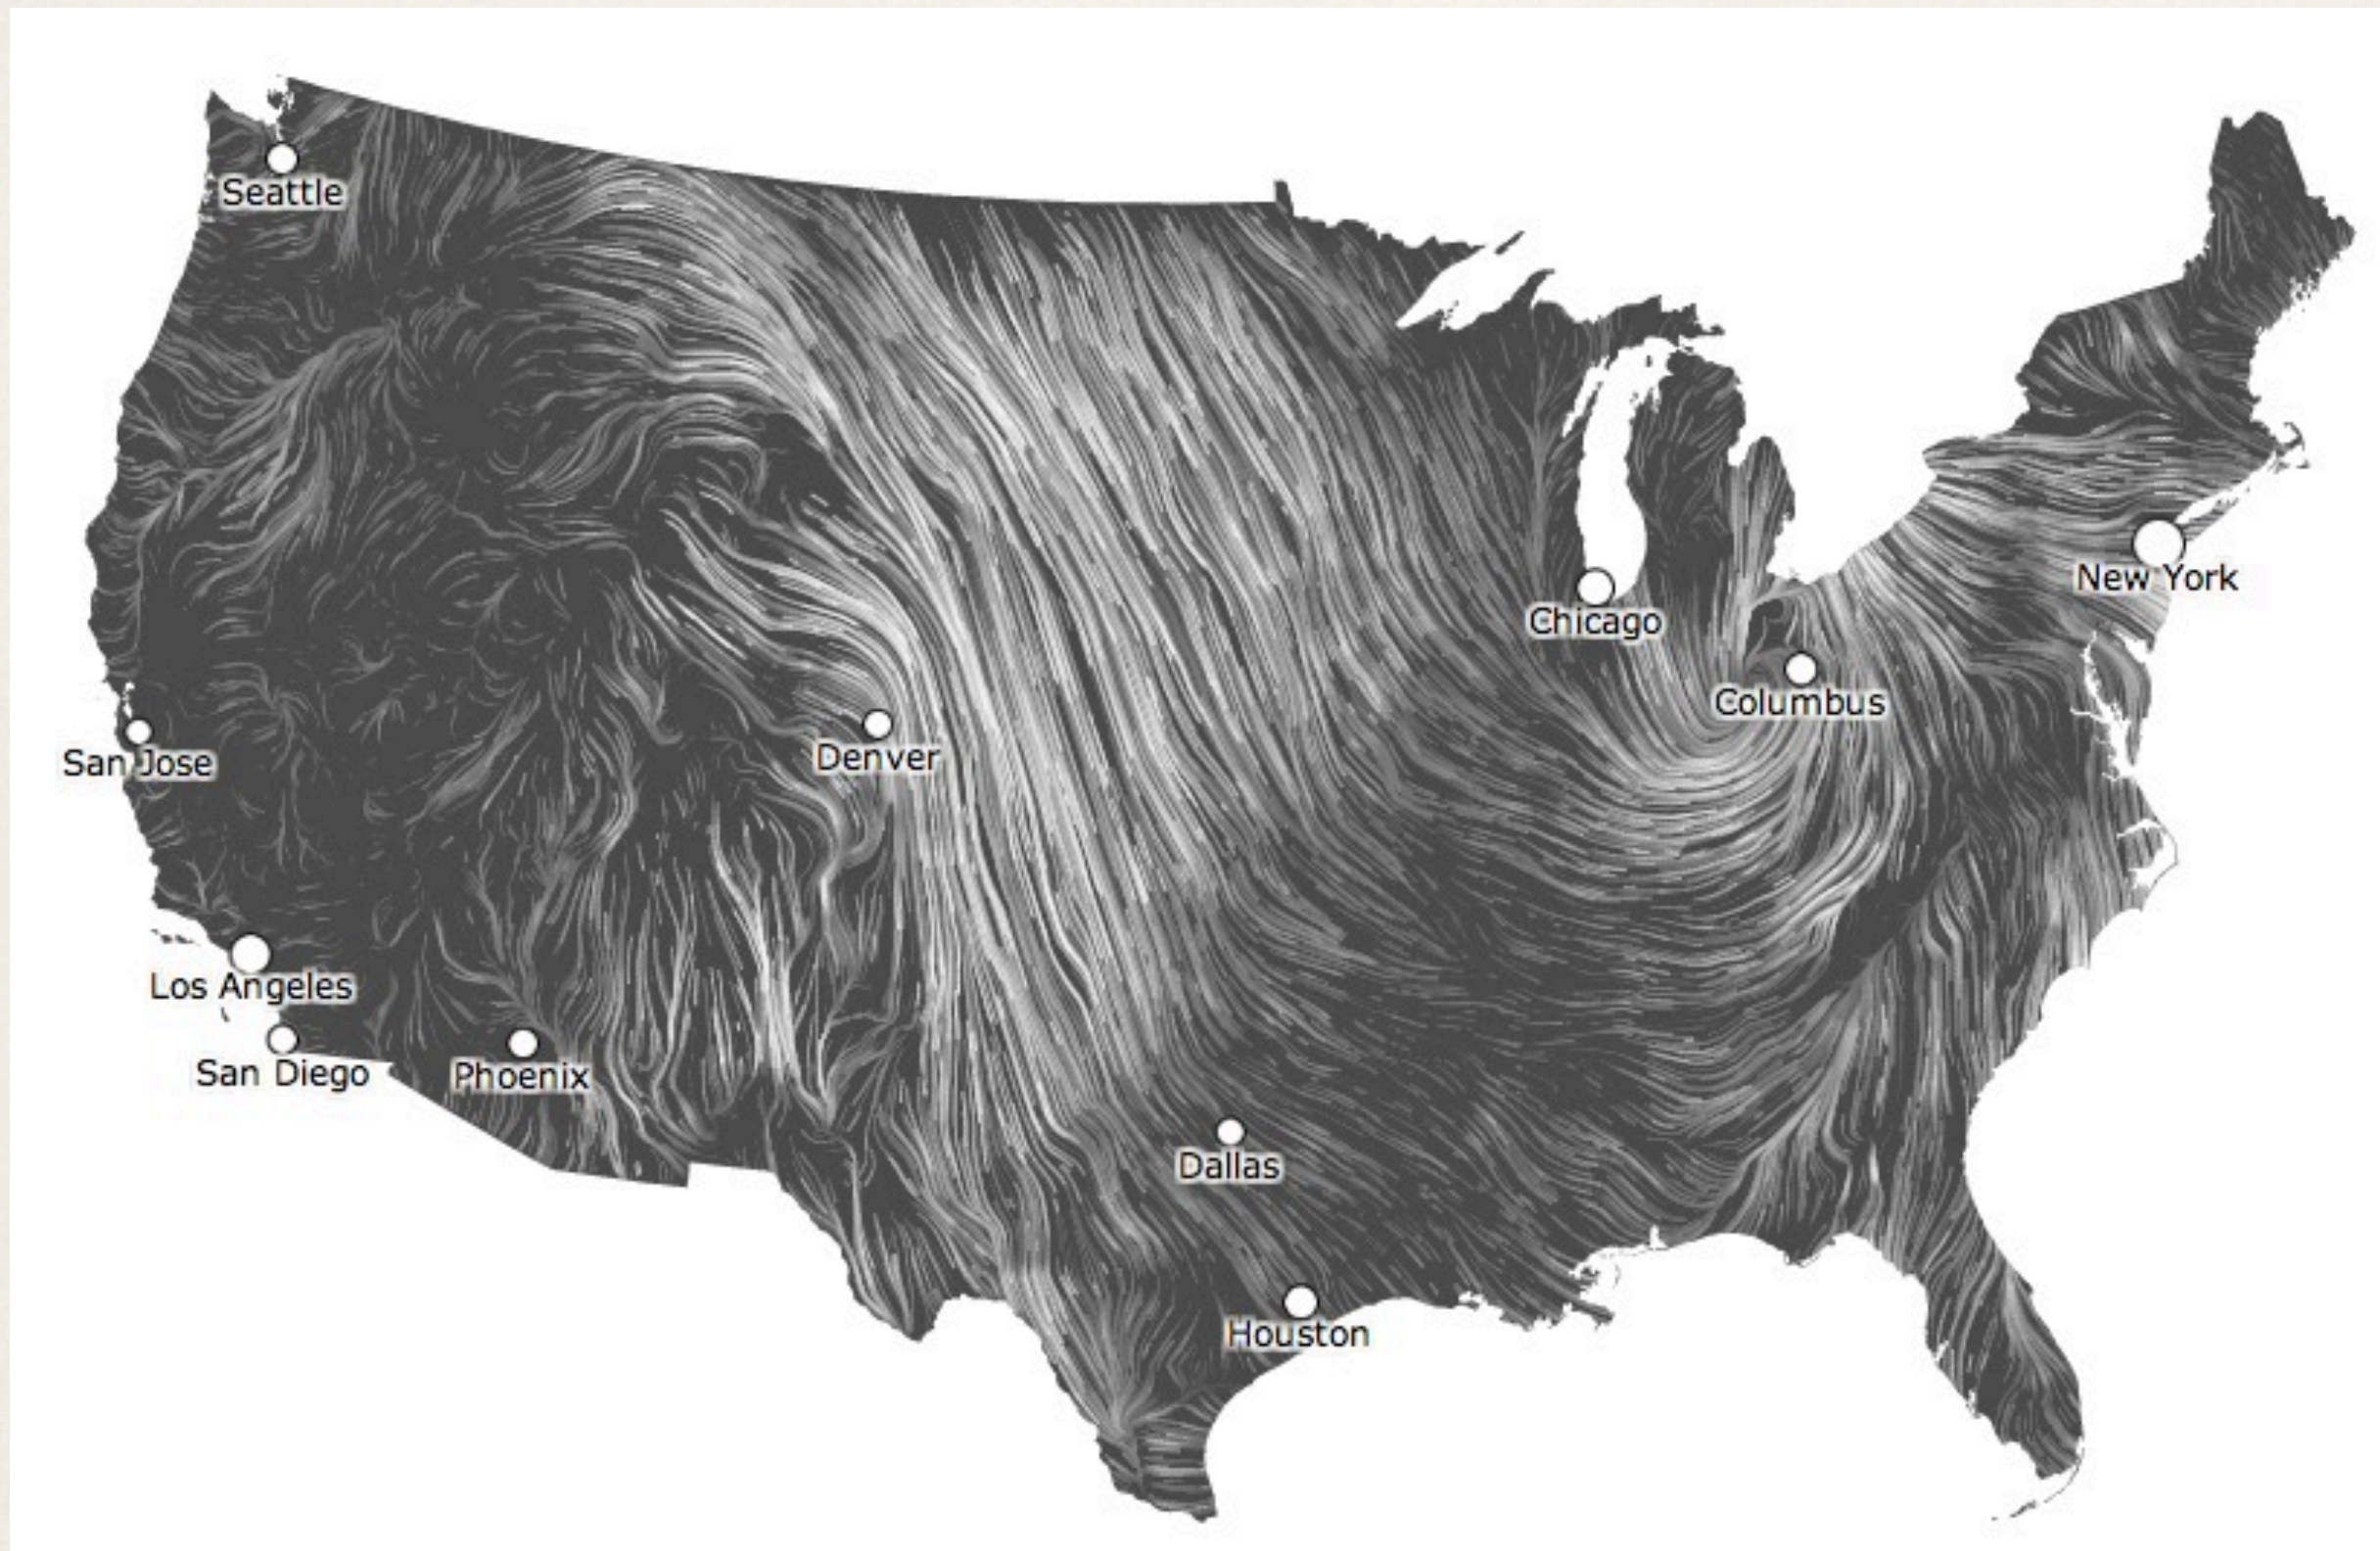 Seattle
New York
Chicago
Columbus
Denver
San Jose
Los Angeles
San Diego
Phoenix
Dallas
Houston